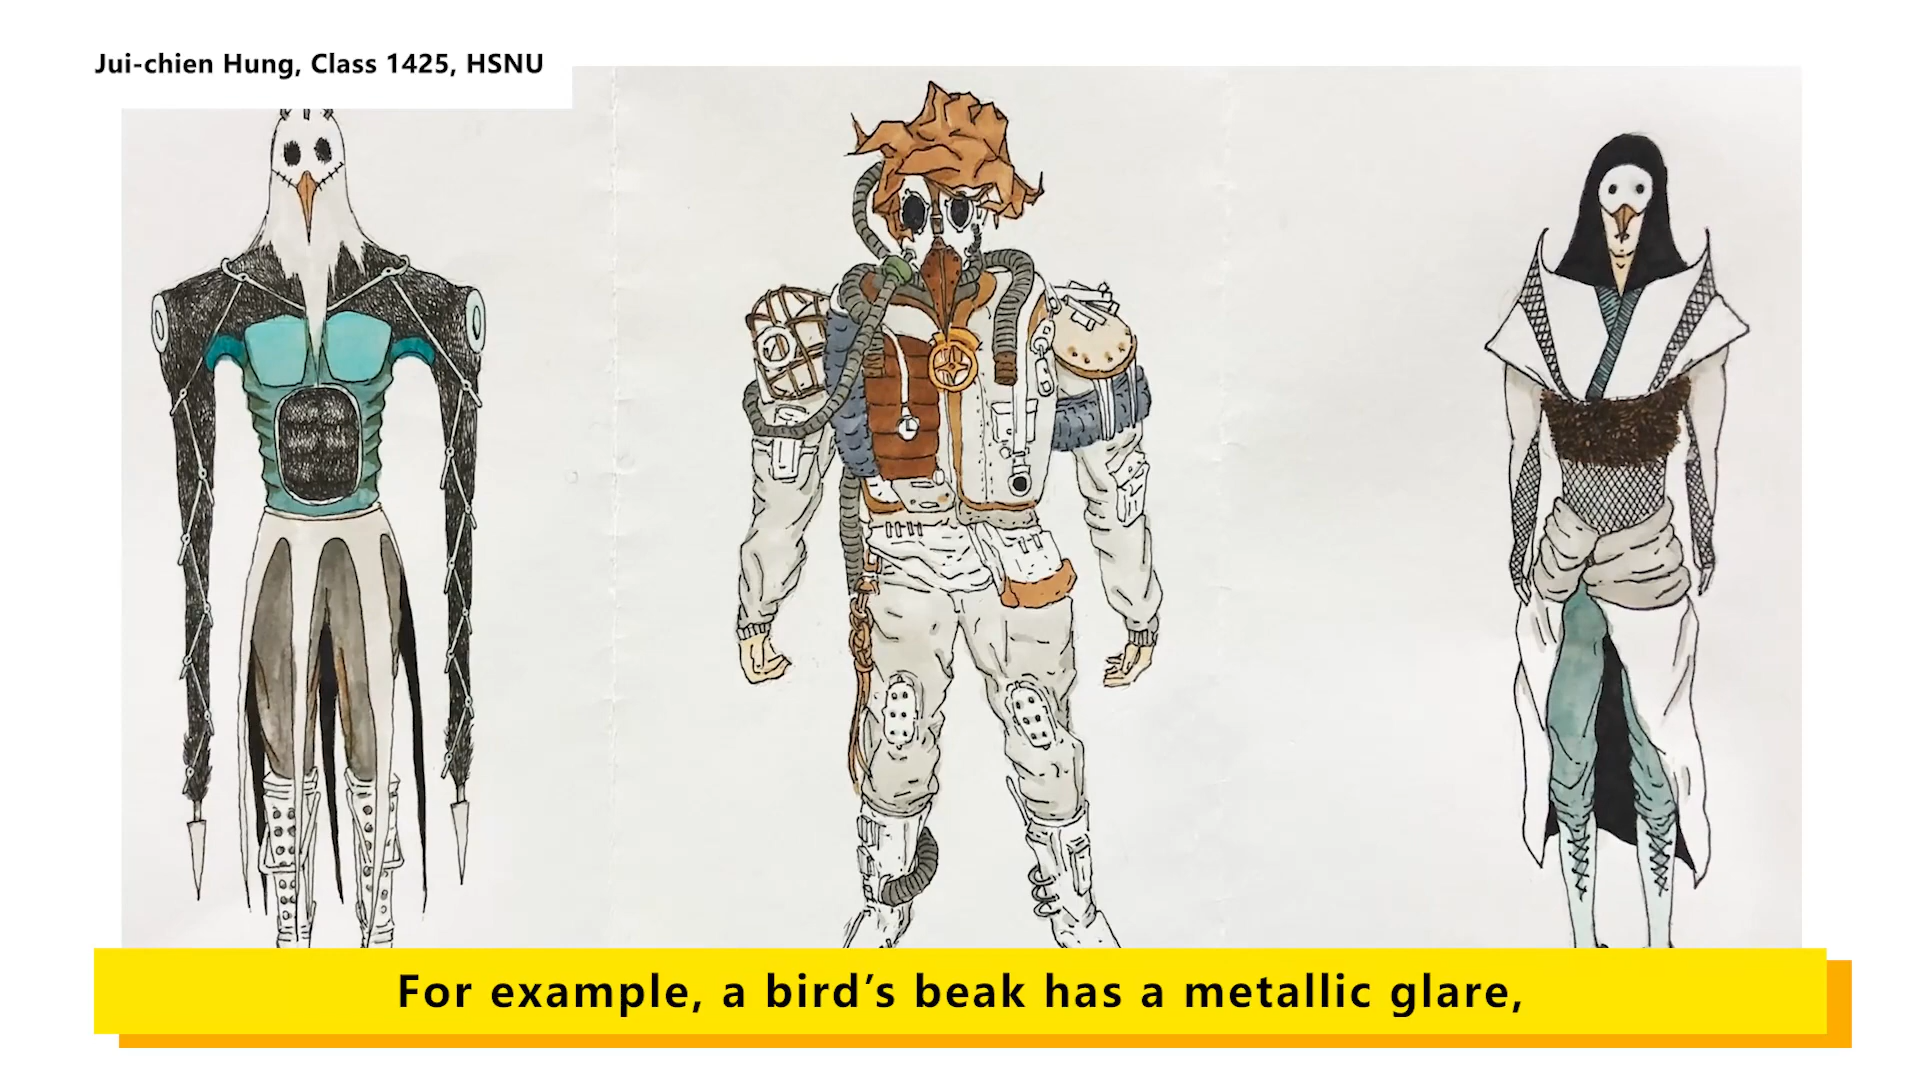 Jui-chien Hung, Class 1425, HSNU
For example, a bird’s beak has a metallic glare,